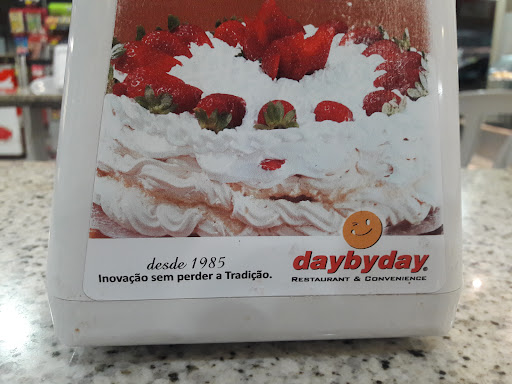 desde 1985
Inovação sem perder a Tradição.
daybyday®
RESTAURANT & CONVENIENCE